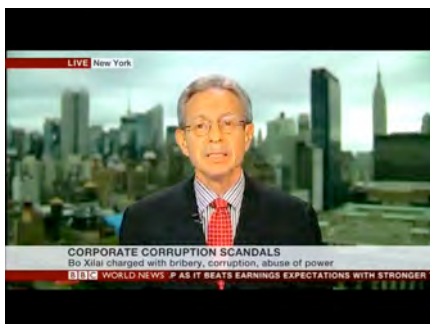 LIVE New York
CORPORATE CORRUPTION SCANDALS
Bo Xilai charged with bribery, corruption, abuse of power
BBC WORLD NEWS .P AS IT BEATS EARNINGS EXPECTATIONS WITH STRONGER